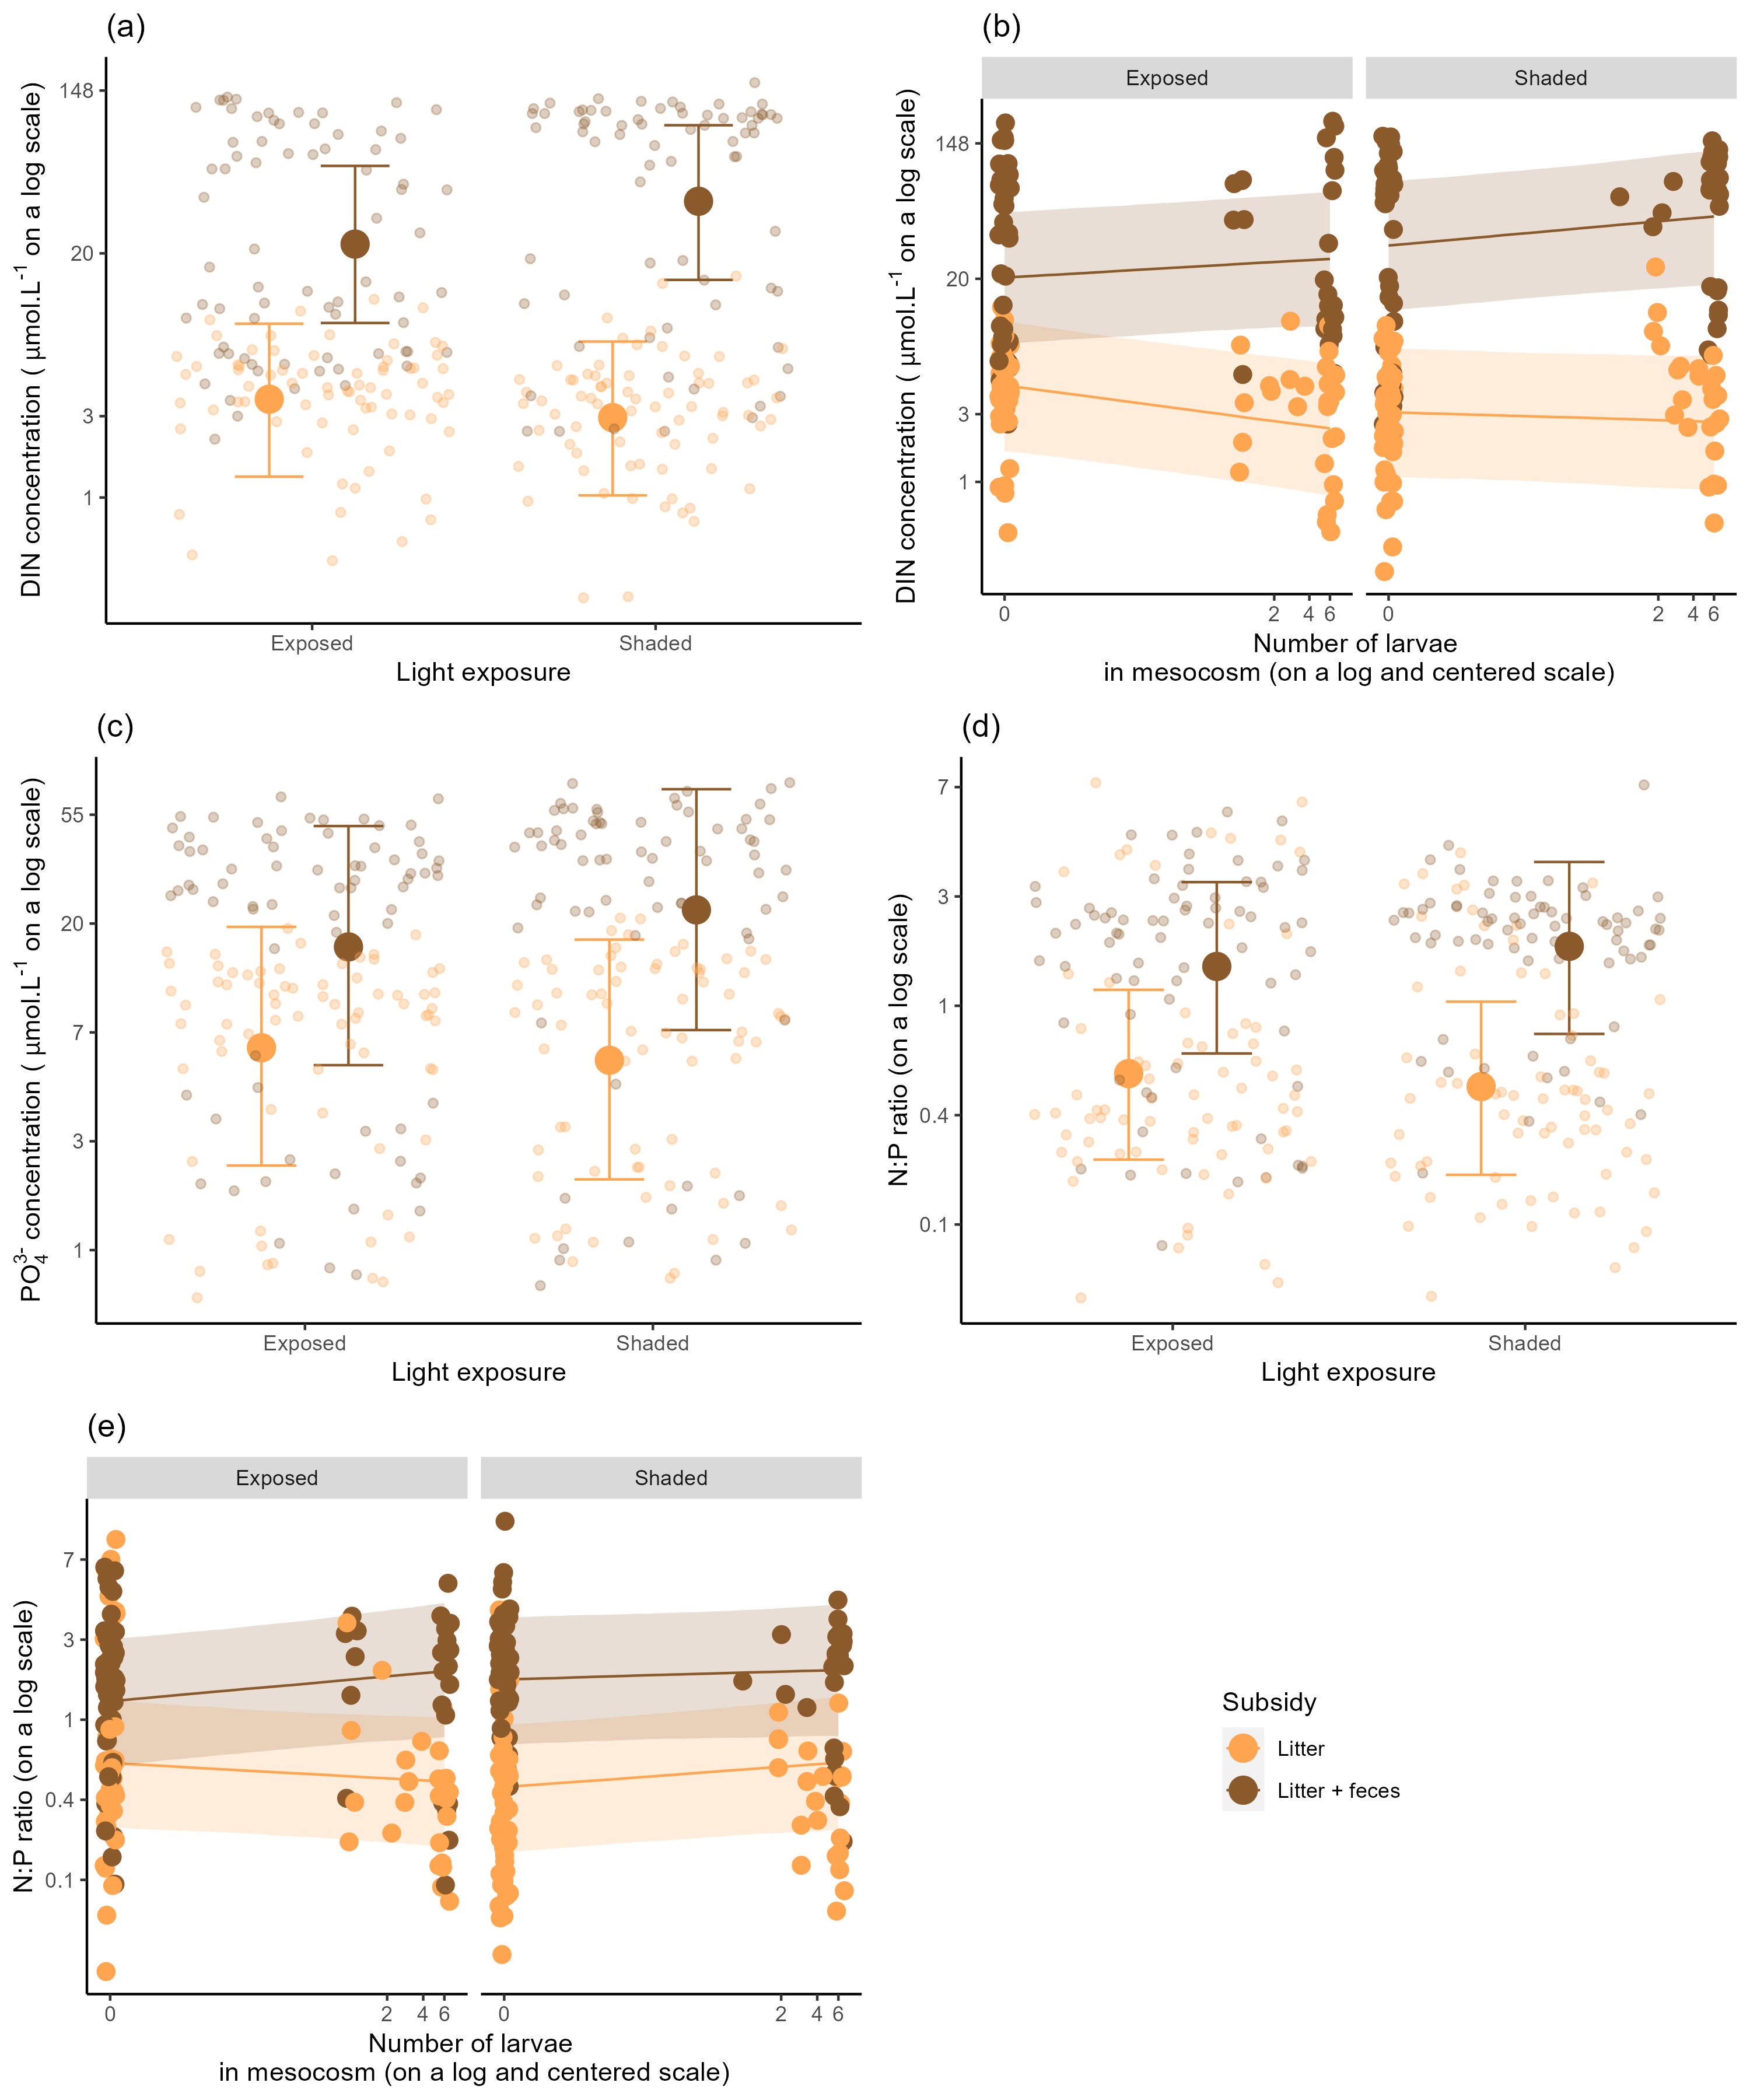 (a)
DIN concentration ( µmol.L⁻¹ on a log scale)
148
20
3
1
Exposed
Shaded
Light exposure
(b)
Exposed
Shaded
DIN concentration ( µmol.L⁻¹ on a log scale)
148
20
3
1
0 2 4 6
0 2 4 6
Number of larvae
in mesocosm (on a log and centered scale)
(c)
PO₄³⁻ concentration ( µmol.L⁻¹ on a log scale)
55
20
7
3
1
Exposed
Shaded
Light exposure
(d)
N:P ratio (on a log scale)
7
3
1
0.4
0.1
Exposed
Shaded
Light exposure
(e)
Exposed
Shaded
N:P ratio (on a log scale)
7
3
1
0.4
0.1
0 2 4 6
0 2 4 6
Number of larvae
in mesocosm (on a log and centered scale)
Subsidy
Litter
Litter + feces